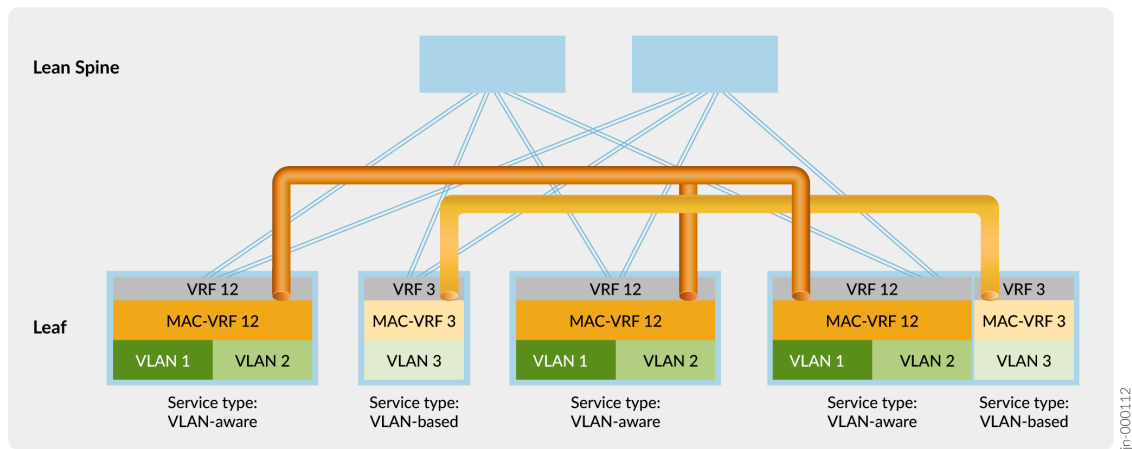 Lean Spine
Leaf
VRF 12
MAC-VRF 12
VLAN 1
VLAN 2
Service type:
VLAN-aware
VRF 3
MAC-VRF 3
VLAN 3
Service type:
VLAN-based
VRF 12
MAC-VRF 12
VLAN 1
VLAN 2
Service type:
VLAN-aware
VRF 12
MAC-VRF 12
VLAN 1
VLAN 2
Service type:
VLAN-aware
VRF 3
MAC-VRF 3
VLAN 3
Service type:
VLAN-based
jn-000112